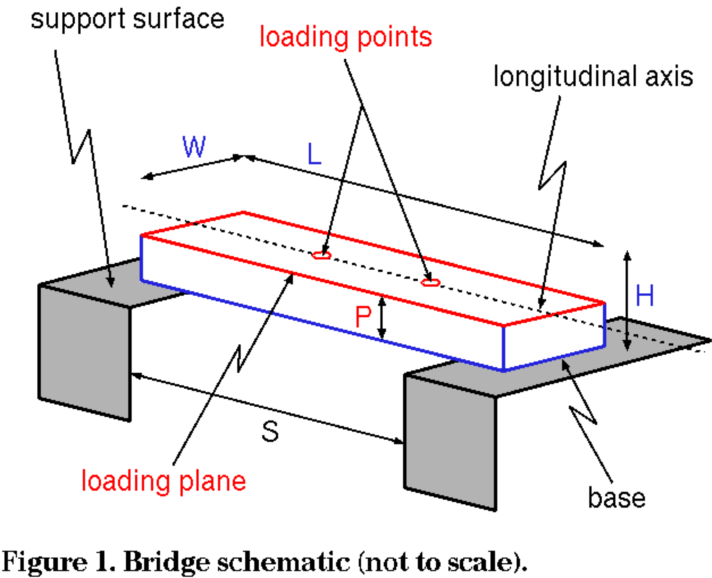 support surface
loading points
longitudinal axis
W
L
H
P
S
loading plane
base
Figure 1. Bridge schematic (not to scale).